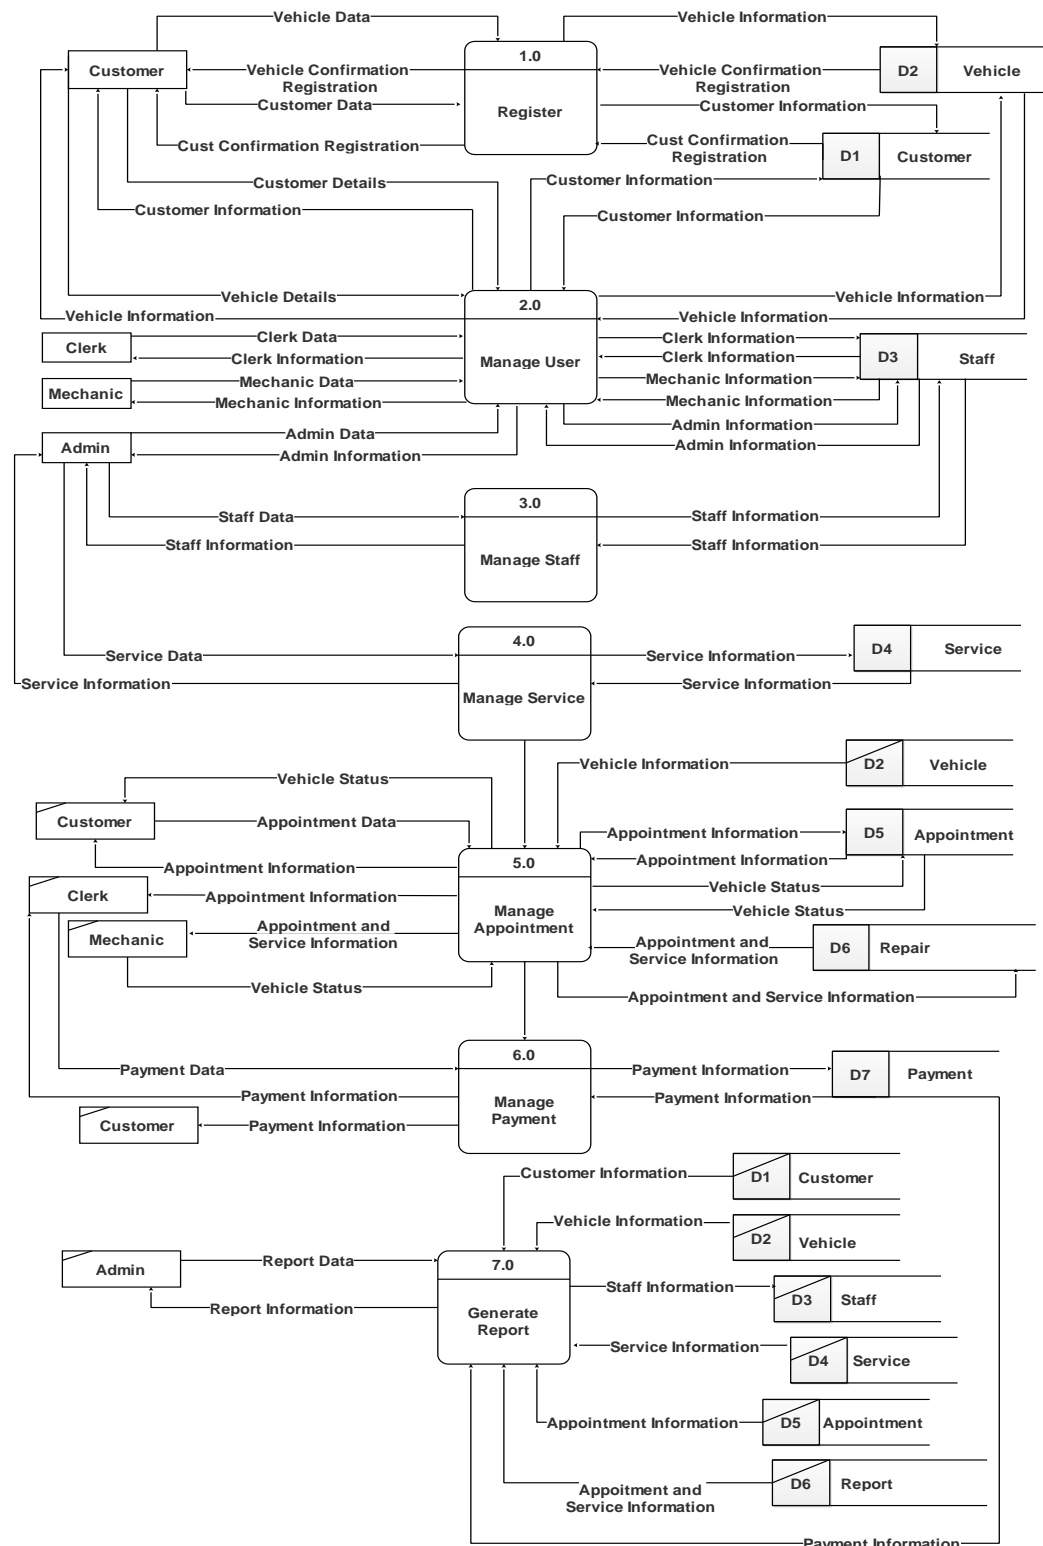 Vehicle Data
Vehicle Information
1.0
Customer
D2
Vehicle
Vehicle Confirmation
Registration
Vehicle Confirmation
Registration
Customer Data
Customer Information
Register
Cust Confirmation Registration
Cust Confirmation
Registration
D1
Customer
Customer Details
Customer Information
Customer Information
Customer Information
Vehicle Details
Vehicle Information
2.0
Vehicle Information
Vehicle Information
Clerk
Clerk Data
Clerk Information
Clerk Information
Clerk Information
D3
Staff
Manage User
Mechanic
Mechanic Data
Mechanic Information
Mechanic Information
Mechanic Information
Admin
Admin Data
Admin Information
Admin Information
Admin Information
3.0
Staff Data
Staff Information
Staff Information
Staff Information
Manage Staff
4.0
Service Data
Service Information
D4
Service
Service Information
Service Information
Manage Service
Vehicle Information
D2
Vehicle
Vehicle Status
Customer
Appointment Data
Appointment Information
D5
Appointment
Appointment Information
Appointment Information
5.0
Clerk
Appointment Information
Vehicle Status
Vehicle Status
Manage
Appointment
Mechanic
Appointment and
Service Information
Appointment and
Service Information
D6
Repair
Vehicle Status
Appointment and Service Information
6.0
Payment Data
Payment Information
D7
Payment
Payment Information
Payment Information
Manage
Payment
Customer
Payment Information
Customer Information
D1
Customer
Vehicle Information
D2
Vehicle
Admin
Report Data
7.0
Report Information
Staff Information
D3
Staff
Generate
Report
Service Information
D4
Service
Appointment Information
D5
Appointment
Appoitment and
Service Information
D6
Report
Payment Information